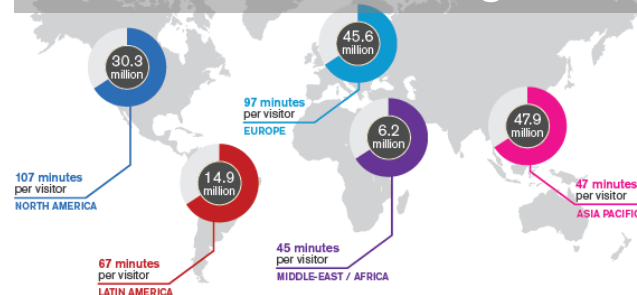 30.3
million
107 minutes
per visitor
NORTH AMERICA
45.6
million
97 minutes
per visitor
EUROPE
14.9
million
67 minutes
per visitor
LATIN AMERICA
6.2
million
45 minutes
per visitor
MIDDLE-EAST / AFRICA
47.9
million
47 minutes
per visitor
ASIA PACIFIC